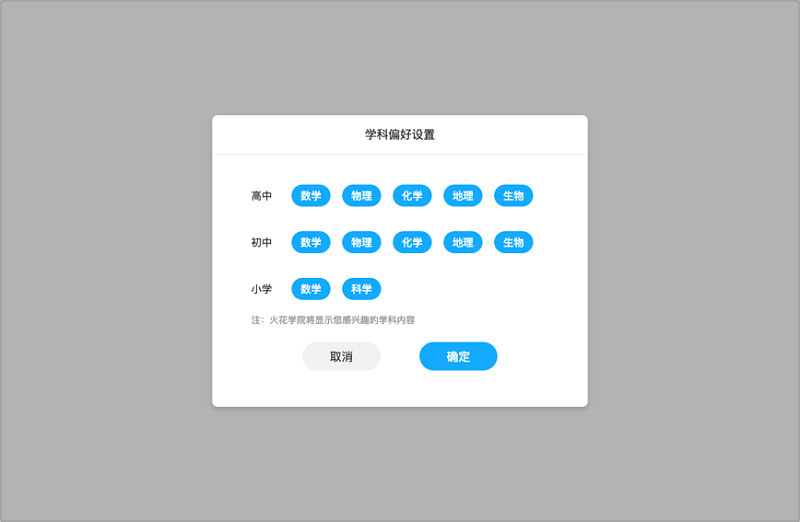 学科偏好设置
高中 数学 物理 化学 地理 生物
初中 数学 物理 化学 地理 生物
小学 数学 科学
注：火花学院将显示您感兴趣的学科内容
取消 确定